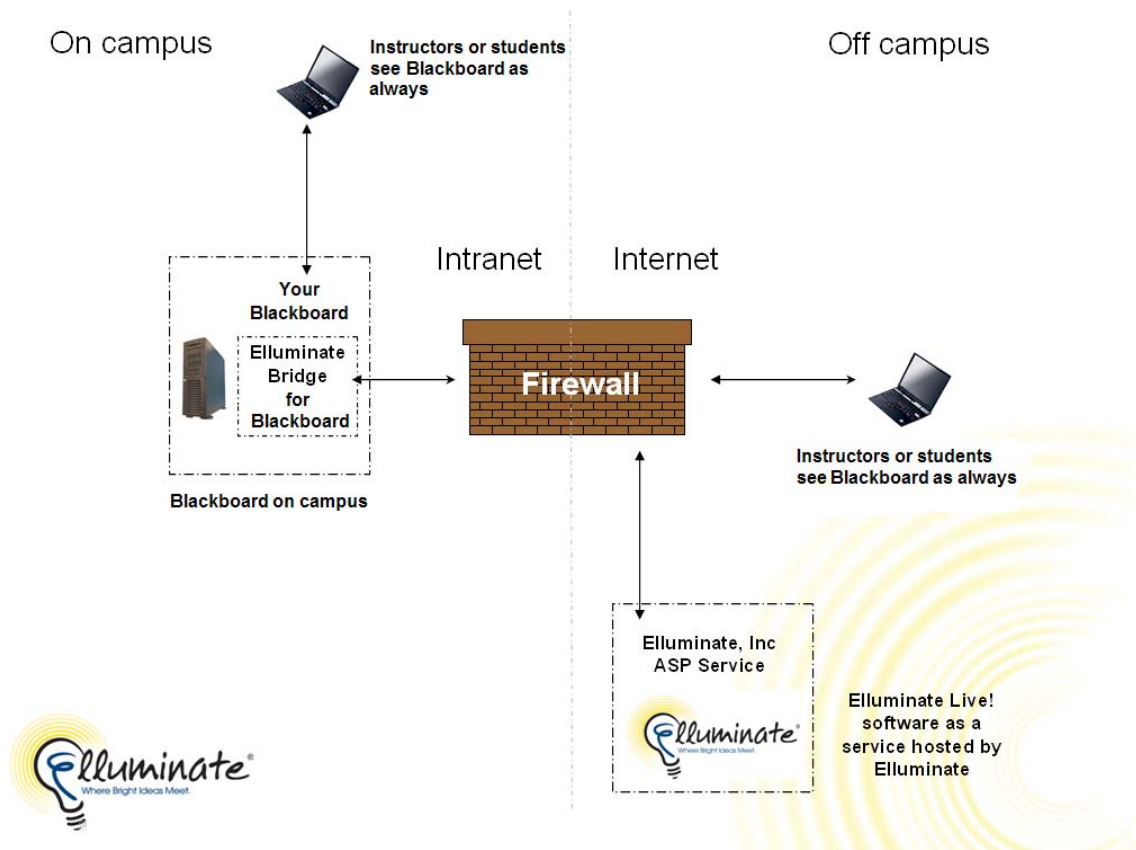 On campus
Instructors or students
see Blackboard as
always
Off campus
Intranet
Internet
Your
Blackboard
Elluminate
Bridge
for
Blackboard
Firewall
Blackboard on campus
Instructors or students
see Blackboard as always
Elluminate, Inc
ASP Service
Elluminate®
Where Bright Ideas Meet.
Elluminate Live!
software as a
service hosted by
Elluminate
Elluminate®
Where Bright Ideas Meet.